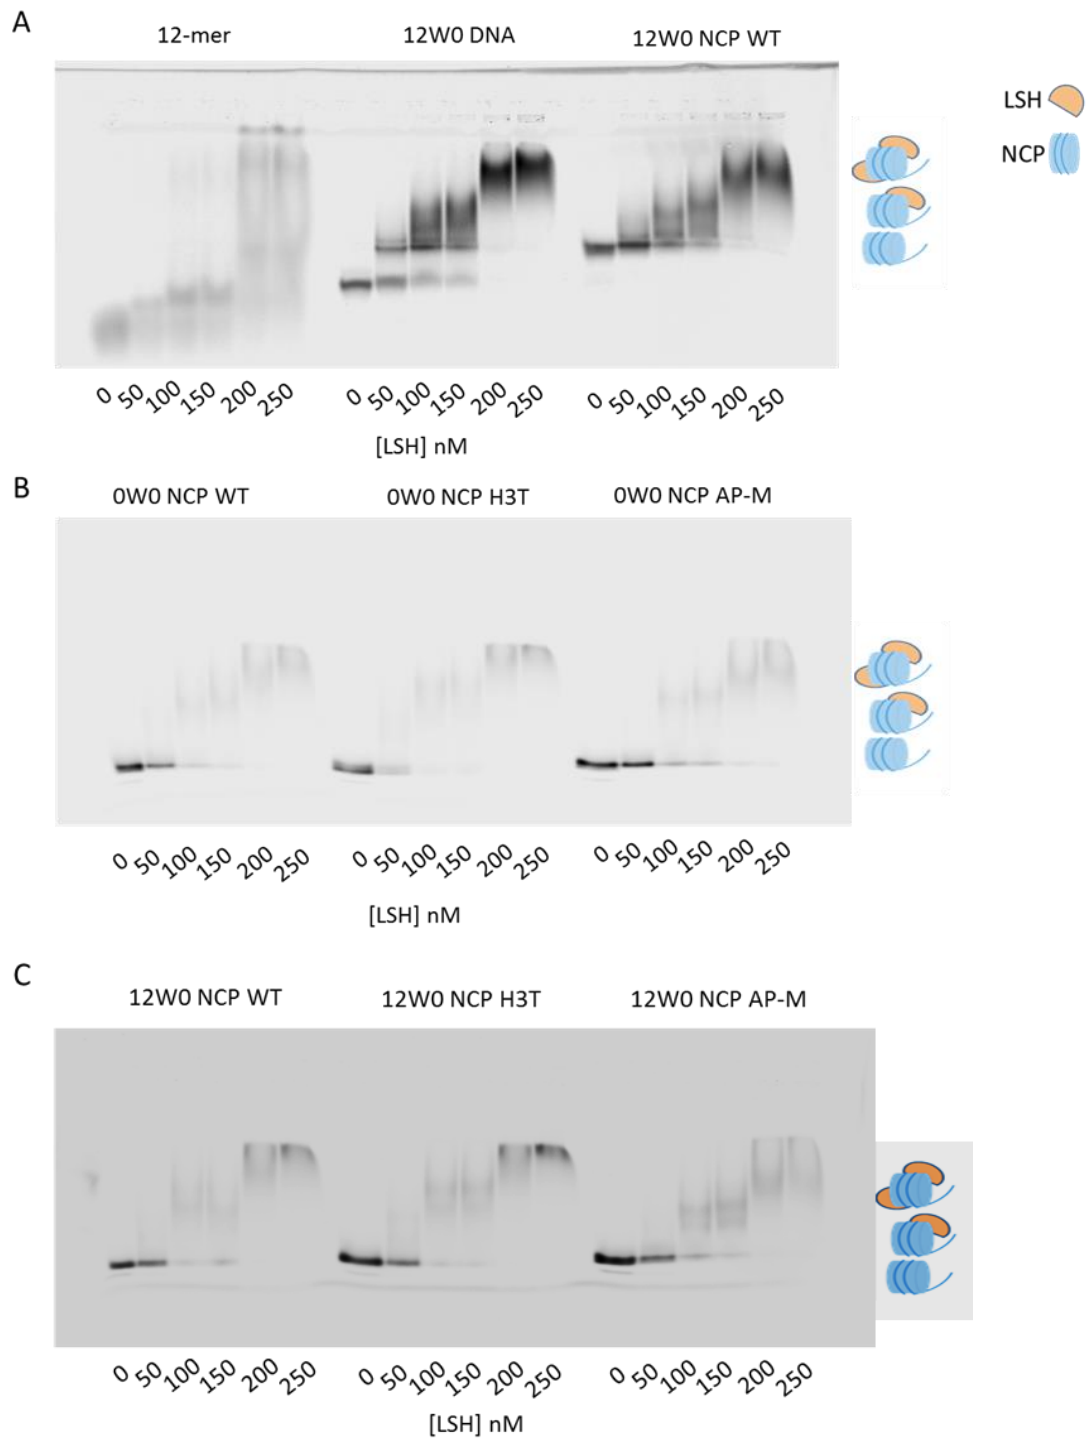 A
12-mer 12W0 DNA 12W0 NCP WT
LSH
NCP
0 50 100 150 200 250 0 50 100 150 200 250 0 50 100 150 200 250
[LSH] nM
B
0W0 NCP WT 0W0 NCP H3T 0W0 NCP AP-M
0 50 100 150 200 250 0 50 100 150 200 250 0 50 100 150 200 250
[LSH] nM
C
12W0 NCP WT 12W0 NCP H3T 12W0 NCP AP-M
0 50 100 150 200 250 0 50 100 150 200 250 0 50 100 150 200 250
[LSH] nM